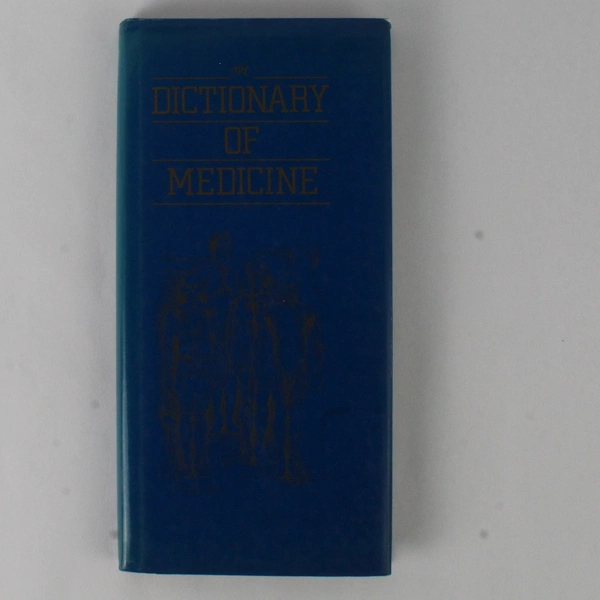 the
DICTIONARY
OF
MEDICINE